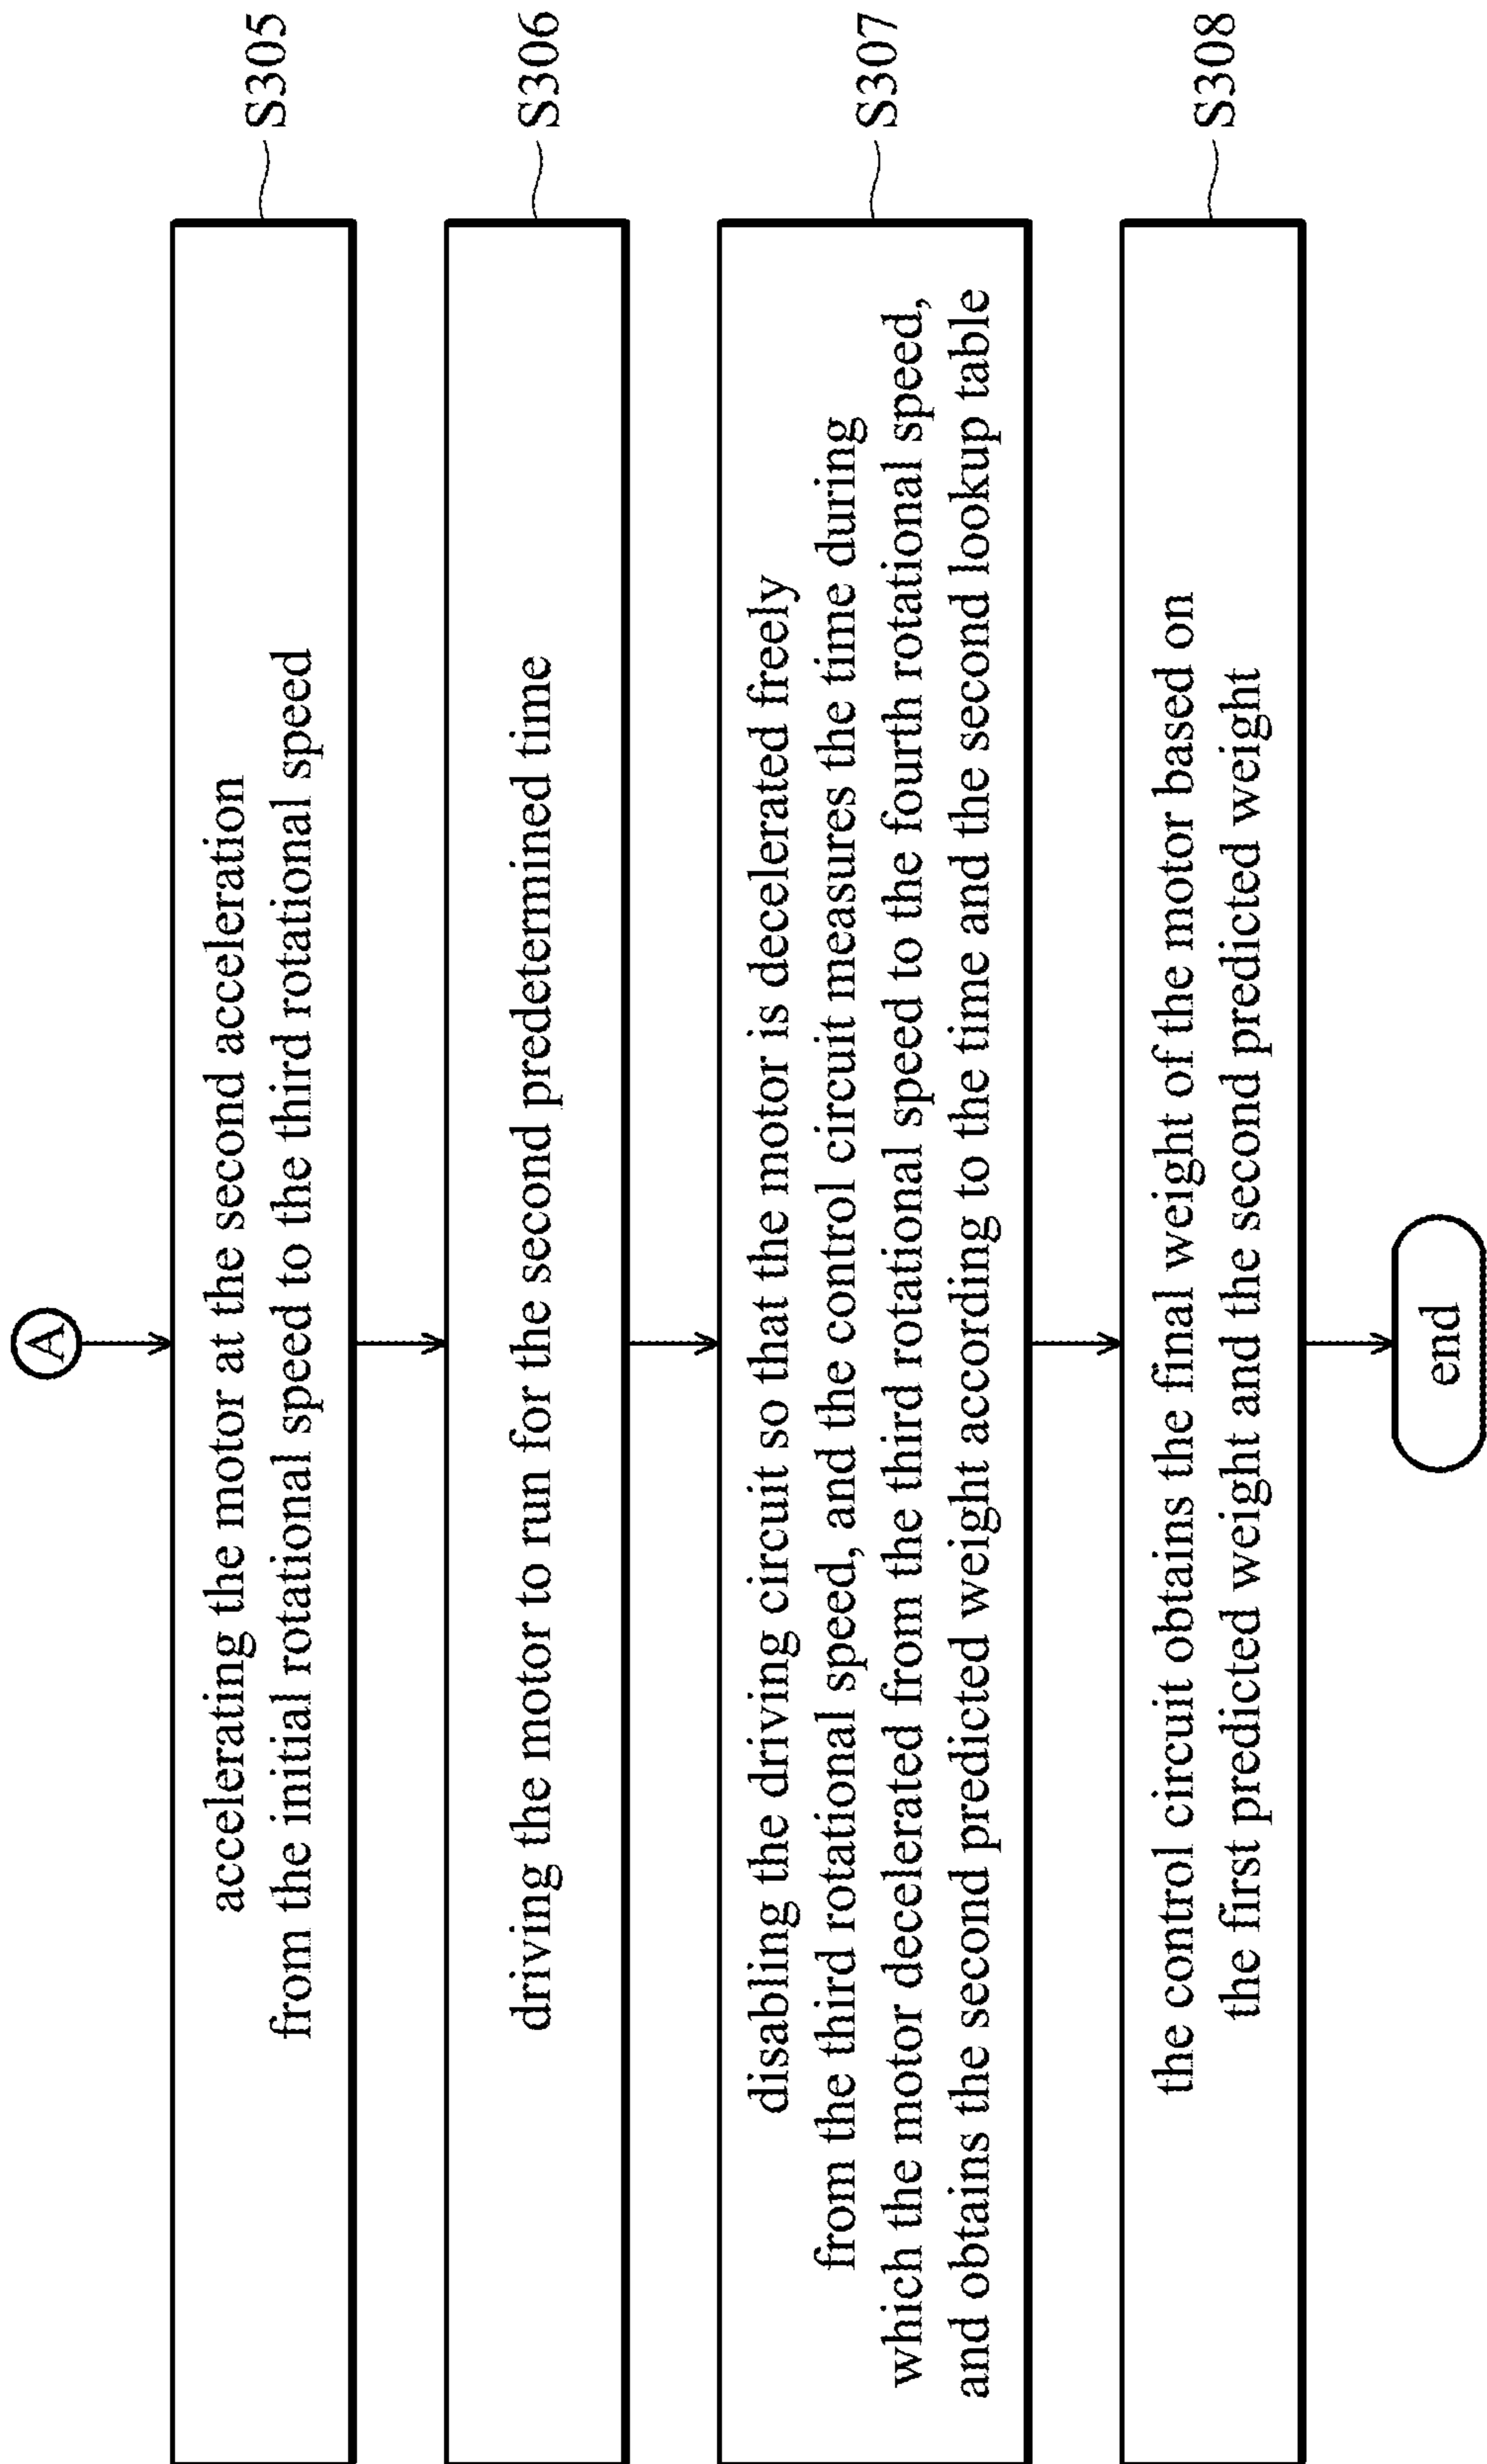 A
accelerating the motor at the second acceleration
from the initial rotational speed to the third rotational speed
S305
driving the motor to run for the second predetermined time
S306
disabling the driving circuit so that the motor is decelerated freely
from the third rotational speed, and the control circuit measures the time during
which the motor decelerated from the third rotational speed to the fourth rotational speed,
and obtains the second predicted weight according to the time and the second lookup table
S307
the control circuit obtains the final weight of the motor based on
the first predicted weight and the second predicted weight
S308
end